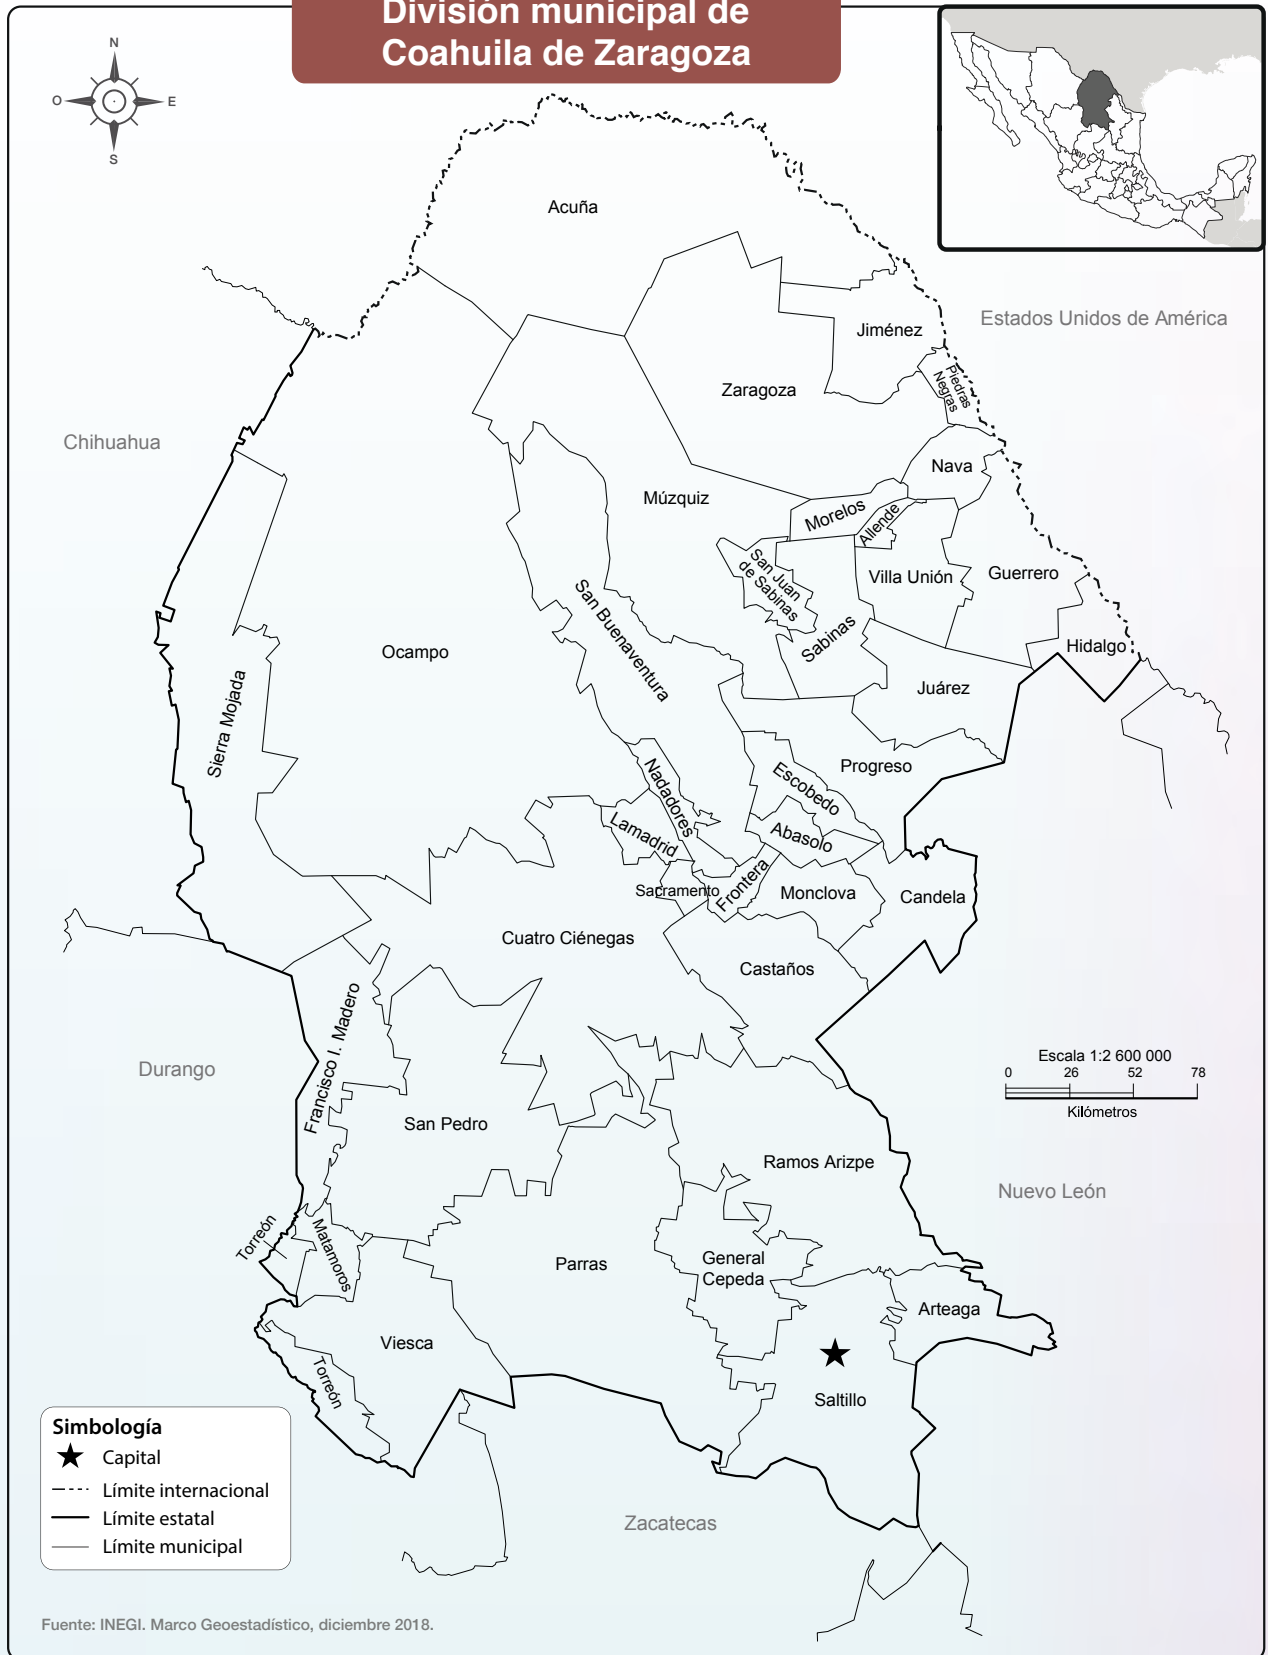 División municipal de
Coahuila de Zaragoza
N
O
E
S
Acuña
Estados Unidos de América
Jiménez
Piedras
Negras
Zaragoza
Chihuahua
Nava
Múzquiz
Morelos
Allende
San Juan
de Sabinas
Villa Unión
Guerrero
San Buenaventura
Sabinas
Hidalgo
Ocampo
Juárez
Sierra Mojada
Progreso
Escobedo
Nadadores
Lamadrid
Abasolo
Sacramento
Frontera
Monclova
Candela
Cuatro Ciénegas
Castaños
Francisco I. Madero
Durango
Escala 1:2 600 000
0 26 52 78
Kilómetros
San Pedro
Ramos Arizpe
Nuevo León
Torreón
Matamoros
Parras
General
Cepeda
Arteaga
Viesca
Torreón
Saltillo
Simbología
Capital
Límite internacional
Límite estatal
Límite municipal
Zacatecas
Fuente: INEGI. Marco Geoestadístico, diciembre 2018.